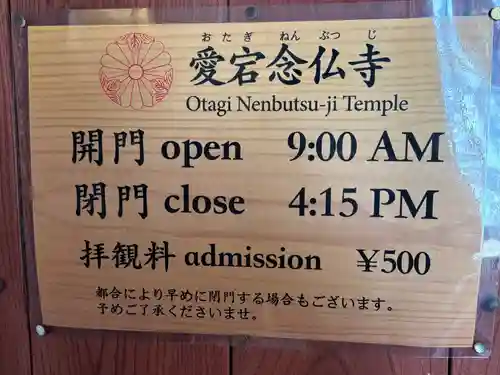 おたぎ ねんぶつじ
愛宕念仏寺
Otagi Nenbutsu-ji Temple
開門 open 9:00 AM
閉門 close 4:15 PM
拝観料 admission ¥500
都合により早めに閉門する場合もございます。
予めご了承くださいませ。